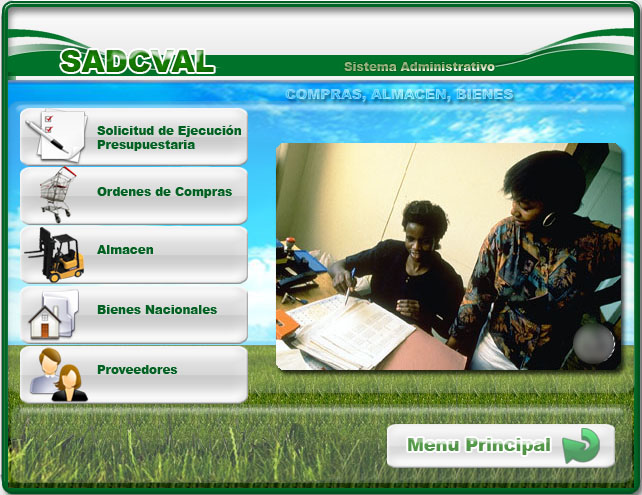 SADCVAL
Sistema Administrativo
COMPRAS, ALMACEN, BIENES
Solicitud de Ejecución
Presupuestaria
Ordenes de Compras
Almacen
Bienes Nacionales
Proveedores
Menu Principal